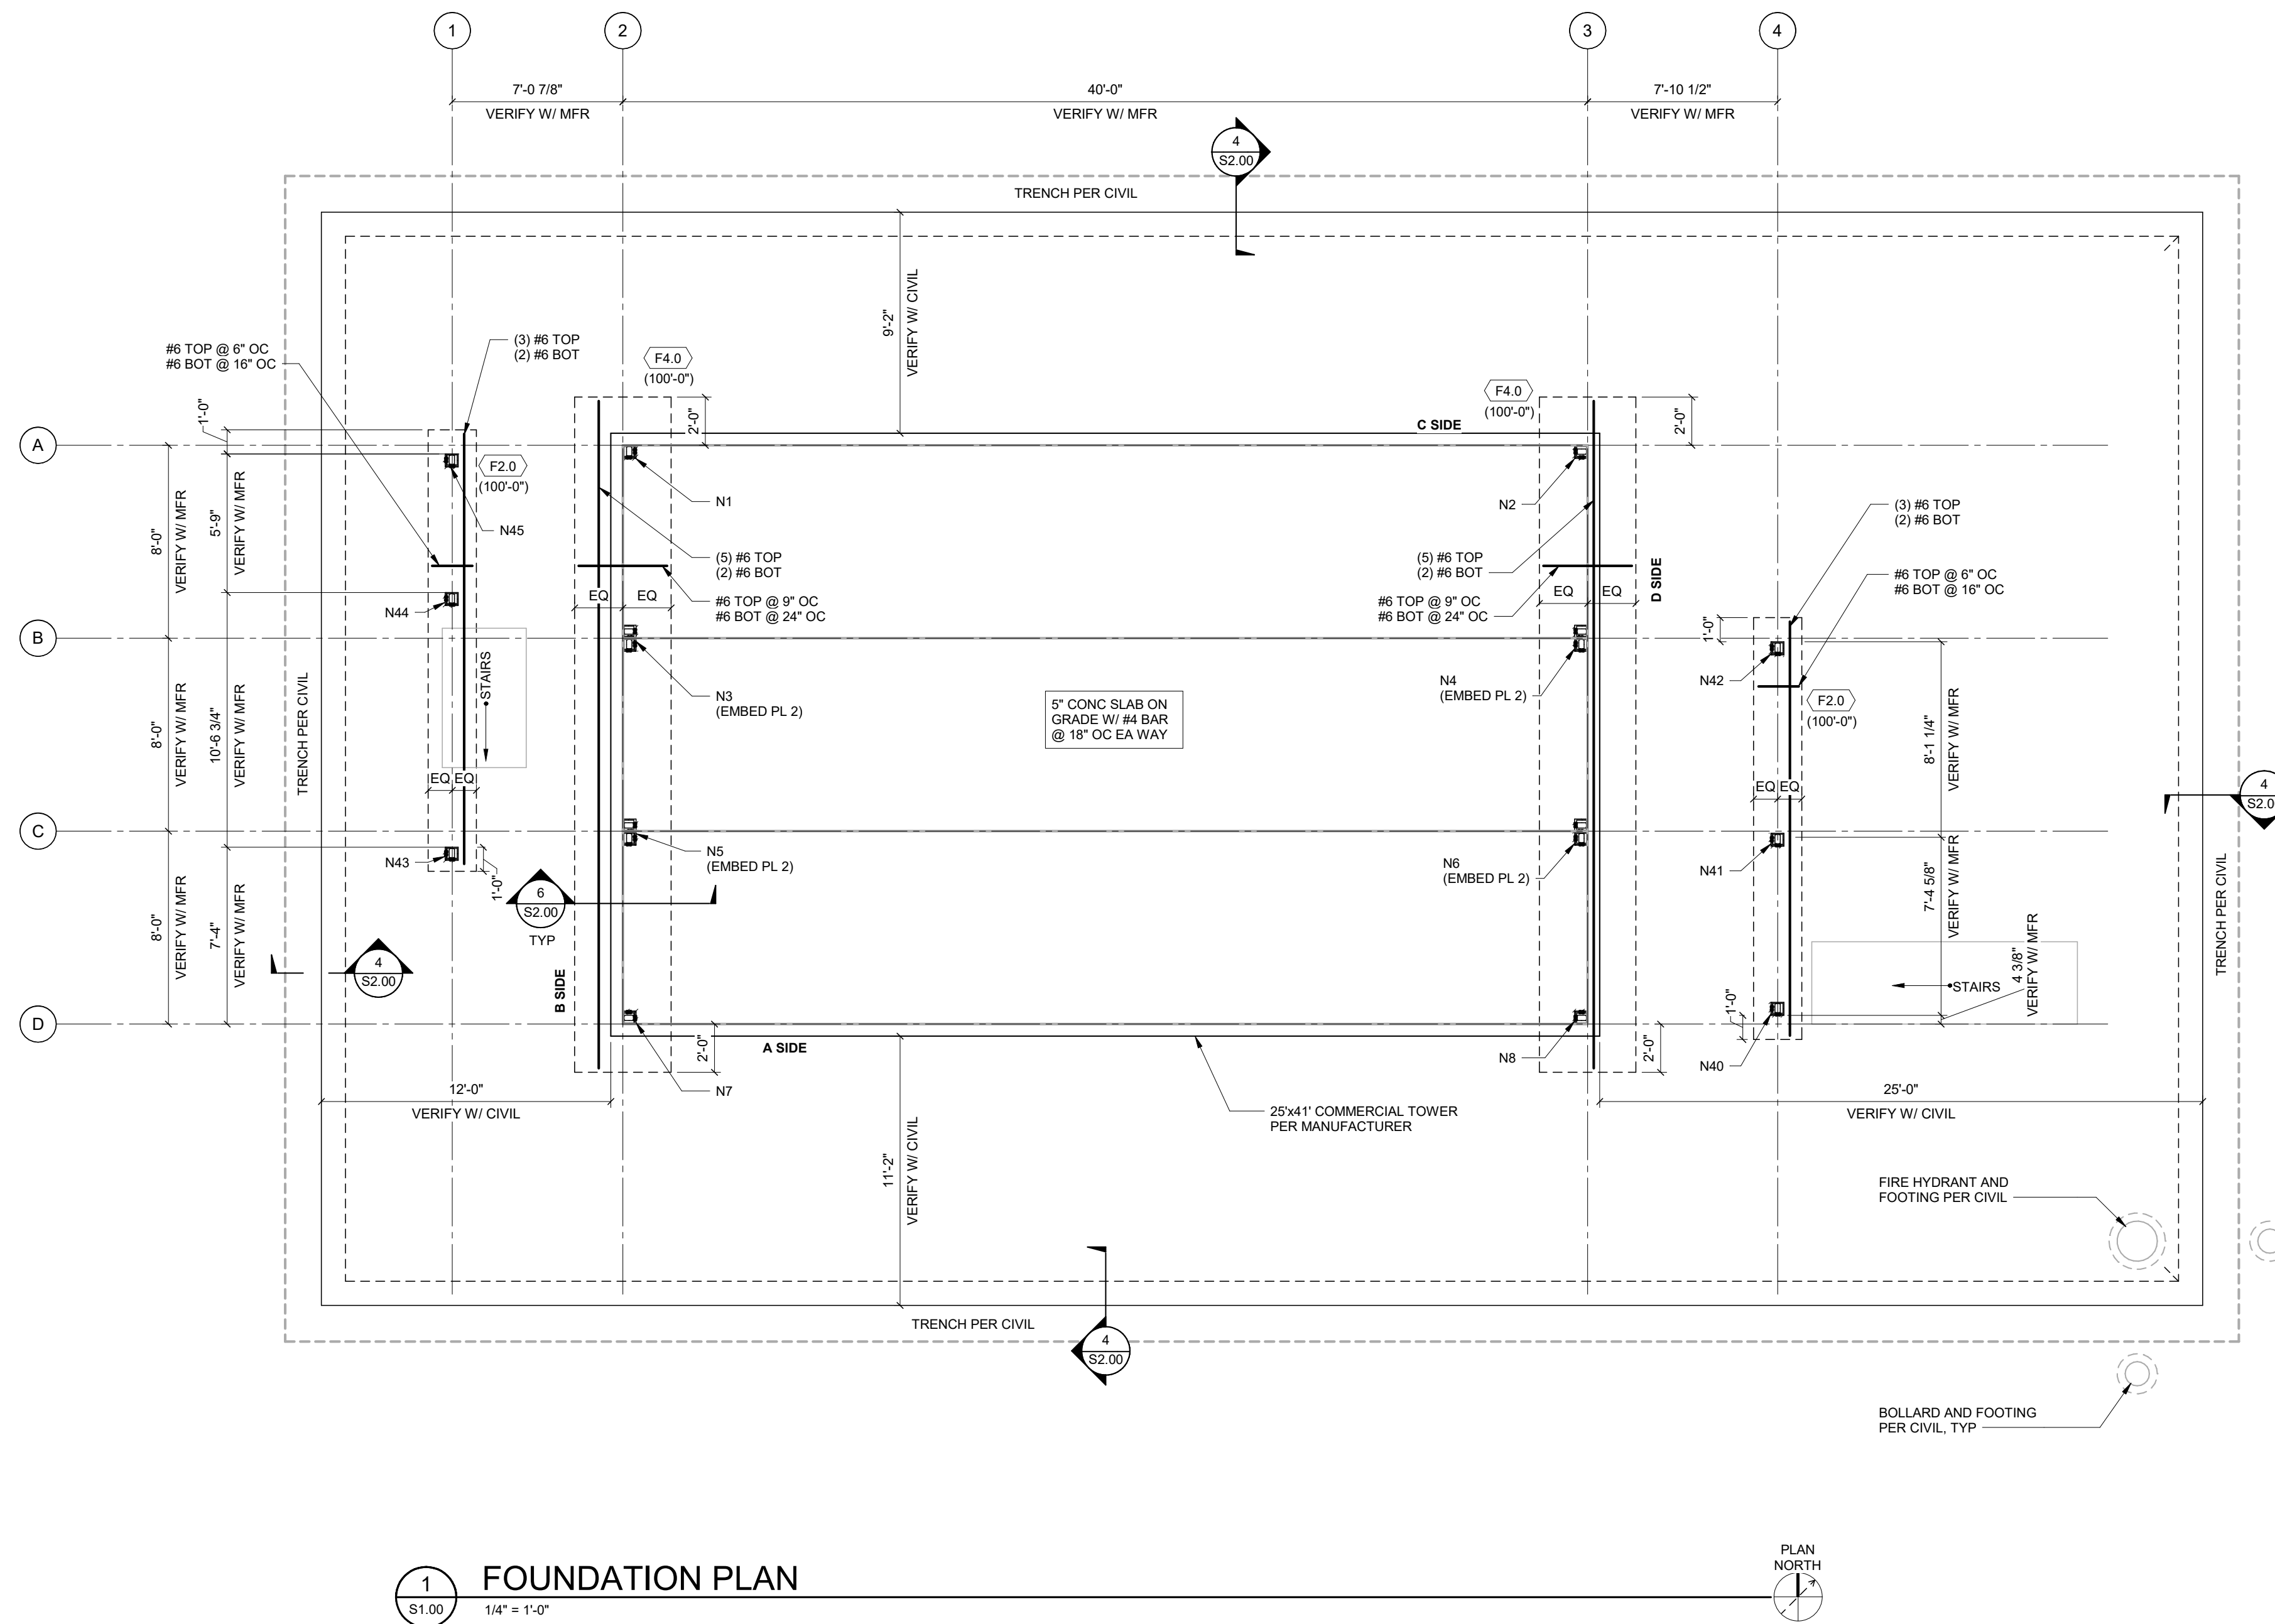 1
2
3
4
7'-0 7/8"
VERIFY W/ MFR
40'-0"
VERIFY W/ MFR
7'-10 1/2"
VERIFY W/ MFR
4
S2.00
TRENCH PER CIVIL
9'-2"
VERIFY W/ CIVIL
#6 TOP @ 6" OC
#6 BOT @ 16" OC
(3) #6 TOP
(2) #6 BOT
F4.0
(100'-0")
F4.0
(100'-0")
1'-0"
2'-0"
2'-0"
C SIDE
A
F2.0
(100'-0")
N45
N1
N2
(3) #6 TOP
(2) #6 BOT
8'-0"
VERIFY W/ MFR
5'-9"
VERIFY W/ MFR
(5) #6 TOP
(2) #6 BOT
(5) #6 TOP
(2) #6 BOT
D SIDE
#6 TOP @ 6" OC
#6 BOT @ 16" OC
EQ
EQ
#6 TOP @ 9" OC
#6 BOT @ 24" OC
#6 TOP @ 9" OC
#6 BOT @ 24" OC
EQ
EQ
N44
B
1'-0"
STAIRS
N3
(EMBED PL 2)
N4
(EMBED PL 2)
N42
F2.0
(100'-0")
5" CONC SLAB ON
GRADE W/ #4 BAR
@ 18" OC EA WAY
TRENCH PER CIVIL
8'-0"
VERIFY W/ MFR
10'-6 3/4"
VERIFY W/ MFR
8'-1 1/4"
VERIFY W/ MFR
EQ
EQ
EQ
EQ
4
S2.0
C
N43
N5
(EMBED PL 2)
N6
(EMBED PL 2)
N41
1'-0"
6
S2.00
TYP
8'-0"
VERIFY W/ MFR
7'-4"
VERIFY W/ MFR
7'-4 5/8"
VERIFY W/ MFR
TRENCH PER CIVIL
4
S2.00
B SIDE
4 3/8"
VERIFY W/ MFR
STAIRS
1'-0"
D
A SIDE
2'-0"
2'-0"
N7
N8
N40
12'-0"
VERIFY W/ CIVIL
25'-0"
VERIFY W/ CIVIL
25'x41' COMMERCIAL TOWER
PER MANUFACTURER
11'-2"
VERIFY W/ CIVIL
FIRE HYDRANT AND
FOOTING PER CIVIL
TRENCH PER CIVIL
4
S2.00
BOLLARD AND FOOTING
PER CIVIL, TYP
PLAN
NORTH
1
S1.00
FOUNDATION PLAN
1/4" = 1'-0"